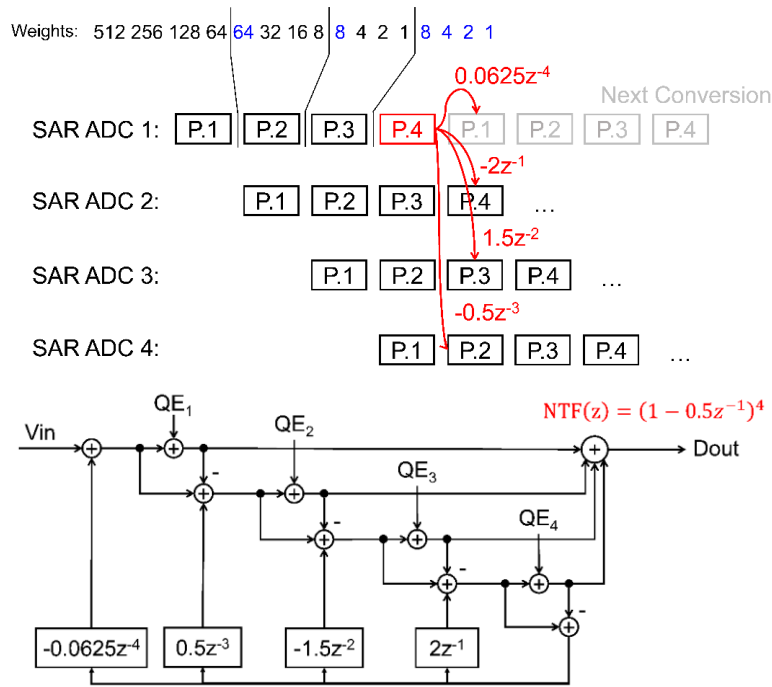 Weights: 512 256 128 64 64 32 16 8 8 4 2 1 8 4 2 1
0.0625z-4
Next Conversion
SAR ADC 1: P.1 P.2 P.3 P.4 P.1 P.2 P.3 P.4
-2z-1
SAR ADC 2: P.1 P.2 P.3 P.4 ...
1.5z-2
SAR ADC 3: P.1 P.2 P.3 P.4 ...
-0.5z-3
SAR ADC 4: P.1 P.2 P.3 P.4 ...
QE1
NTF(z) = (1 − 0.5z−1)4
Vin
QE2
+ + + Dout
-
+ +
QE3
-
+ +
QE4
-
+ +
-
+
-0.0625z-4 0.5z-3 -1.5z-2 2z-1